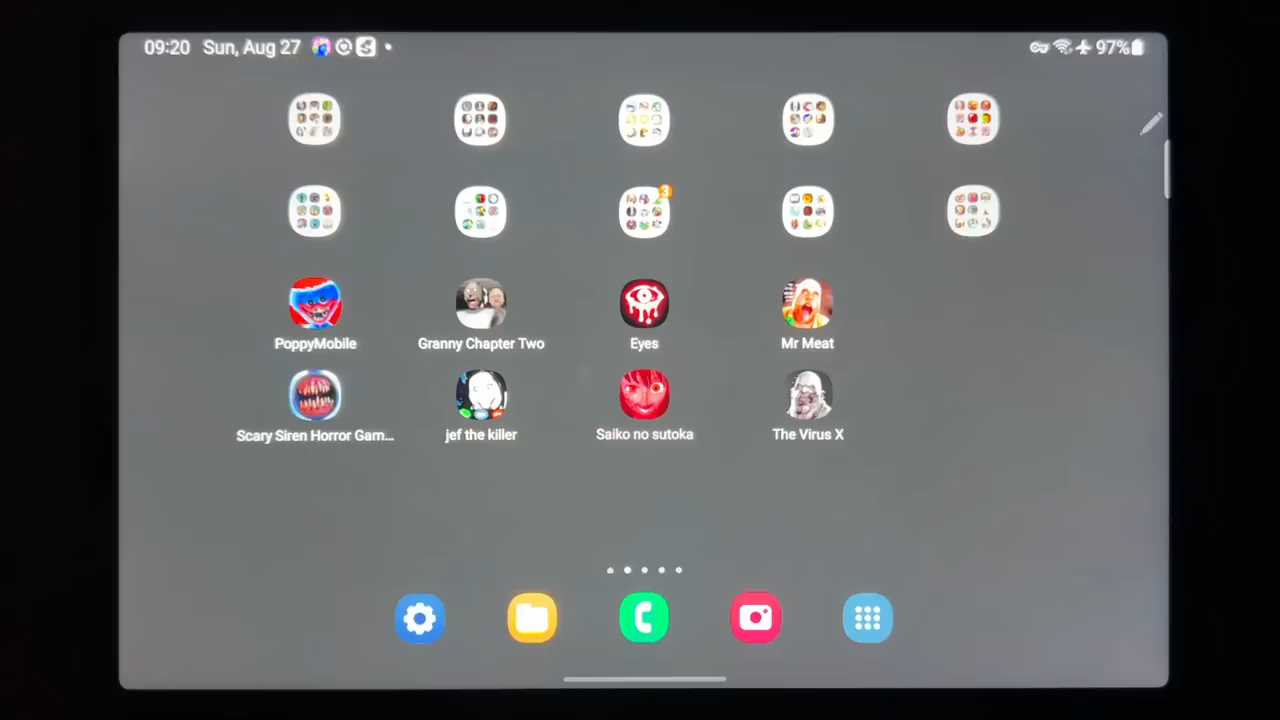 09:20 Sun, Aug 27
97%
3
PoppyMobile
Granny Chapter Two
Eyes
Mr Meat
Scary Siren Horror Gam...
jef the killer
Saiko no sutoka
The Virus X